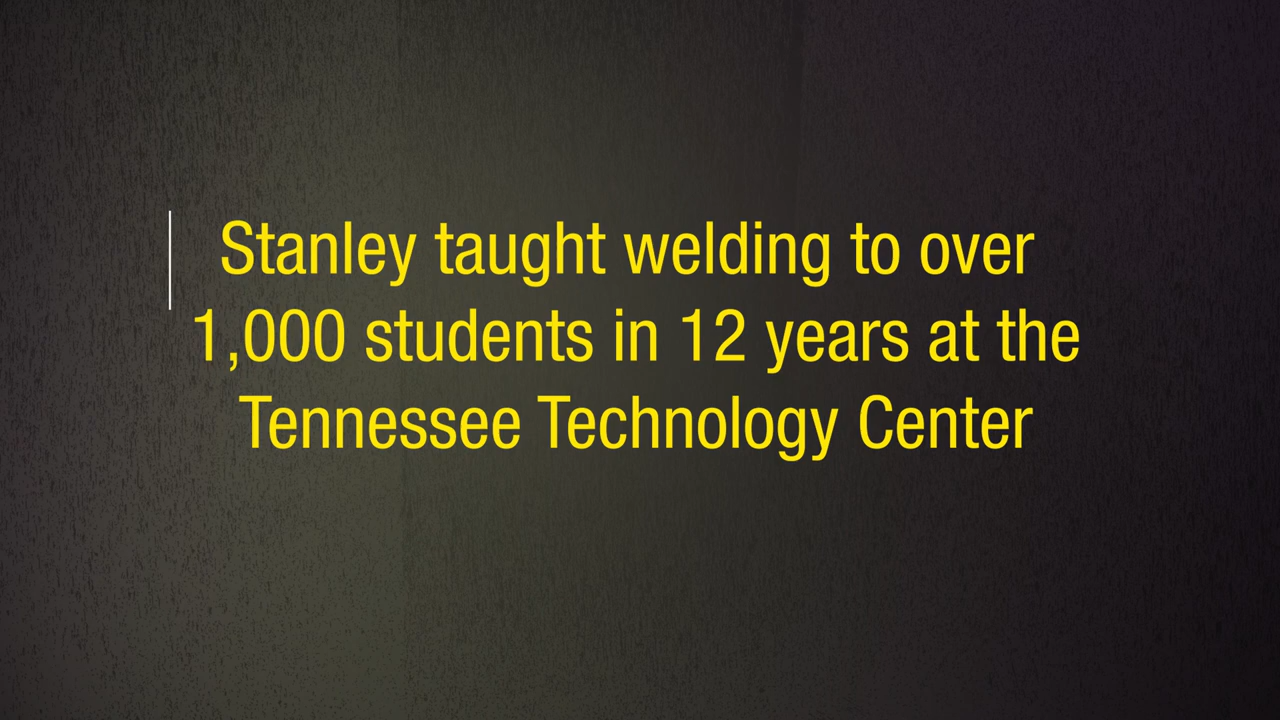 Stanley taught welding to over
1,000 students in 12 years at the
Tennessee Technology Center